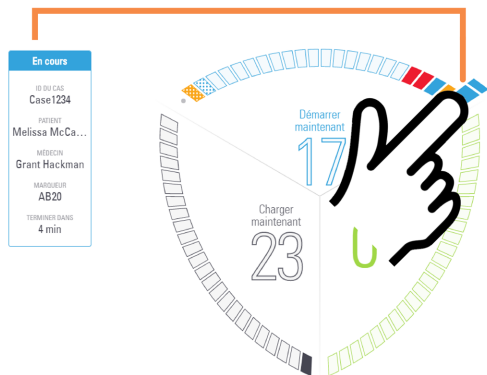 En cours
ID DU CAS
Case1234
PATIENT
Melissa McCa...
MÉDECIN
Grant Hackman
MARQUEUR
AB20
TERMINER DANS
4 min
Démarrer
maintenant
17
Charger
maintenant
23